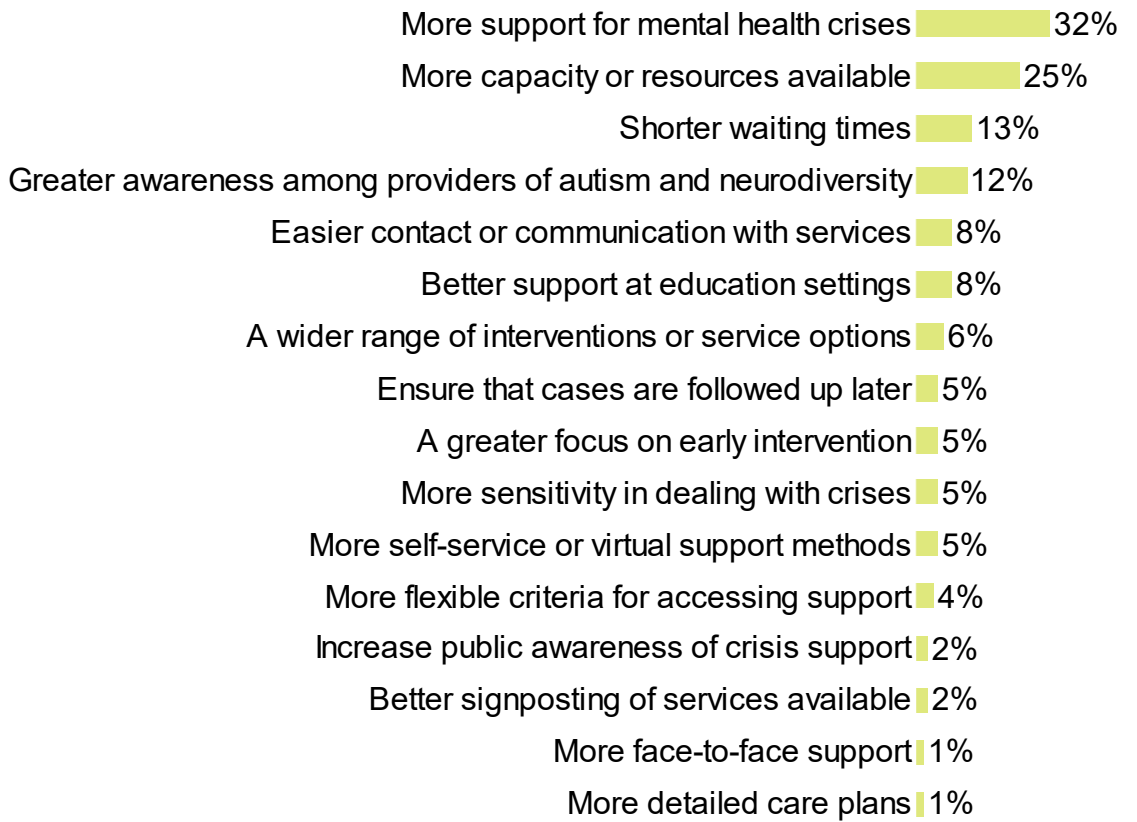 More support for mental health crises 32%
More capacity or resources available 25%
Shorter waiting times 13%
Greater awareness among providers of autism and neurodiversity 12%
Easier contact or communication with services 8%
Better support at education settings 8%
A wider range of interventions or service options 6%
Ensure that cases are followed up later 5%
A greater focus on early intervention 5%
More sensitivity in dealing with crises 5%
More self-service or virtual support methods 5%
More flexible criteria for accessing support 4%
Increase public awareness of crisis support 2%
Better signposting of services available 2%
More face-to-face support 1%
More detailed care plans 1%